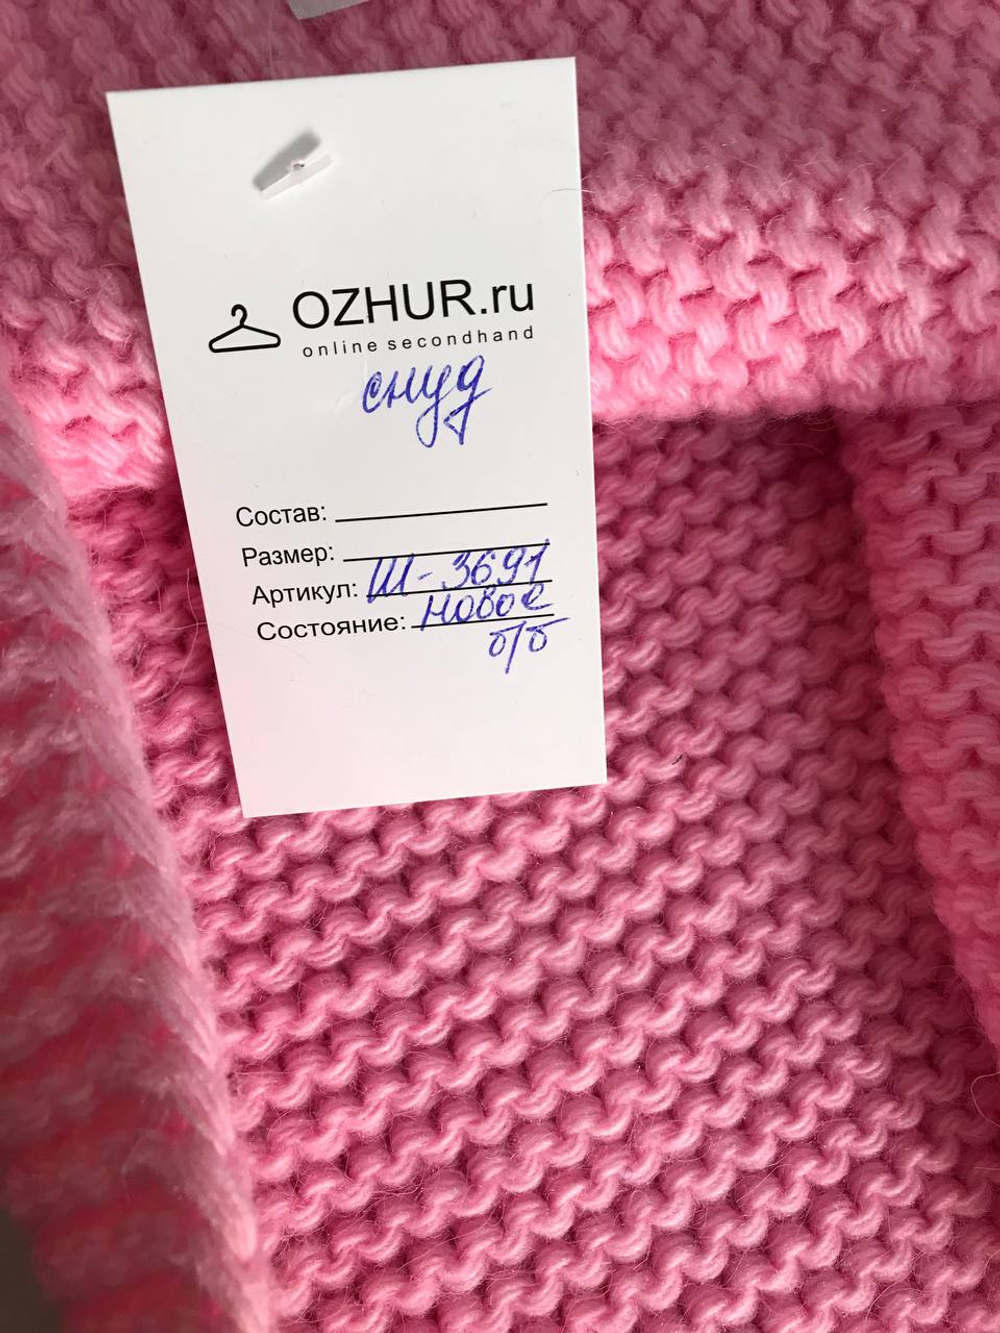 OZHUR.ru
online secondhand
снуд
Состав:
Размер:
Артикул: Ш-3691
Состояние: новое
б/б